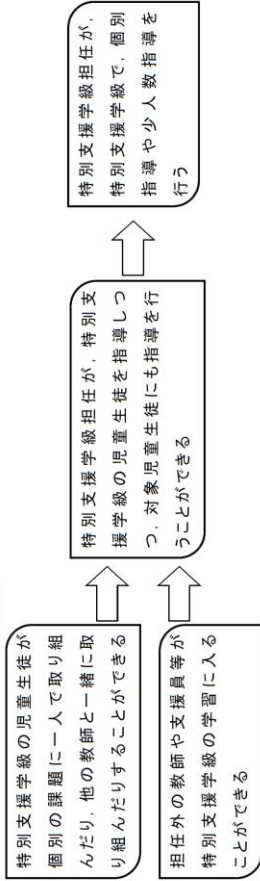 特別支援学級の児童生徒が
個別の課題に一人で取り組
んだり，他の教師と一緒に取
り組んだりすることができる
担任外の教師や支援員等が
特別支援学級の学習に入る
ことができる
特別支援学級担任が，特別支
援学級の児童生徒を指導しつ
つ，対象児童生徒にも指導を行
うことができる
特別支援学級担任が，
特別支援学級で，個別
指導や少人数指導を
行う